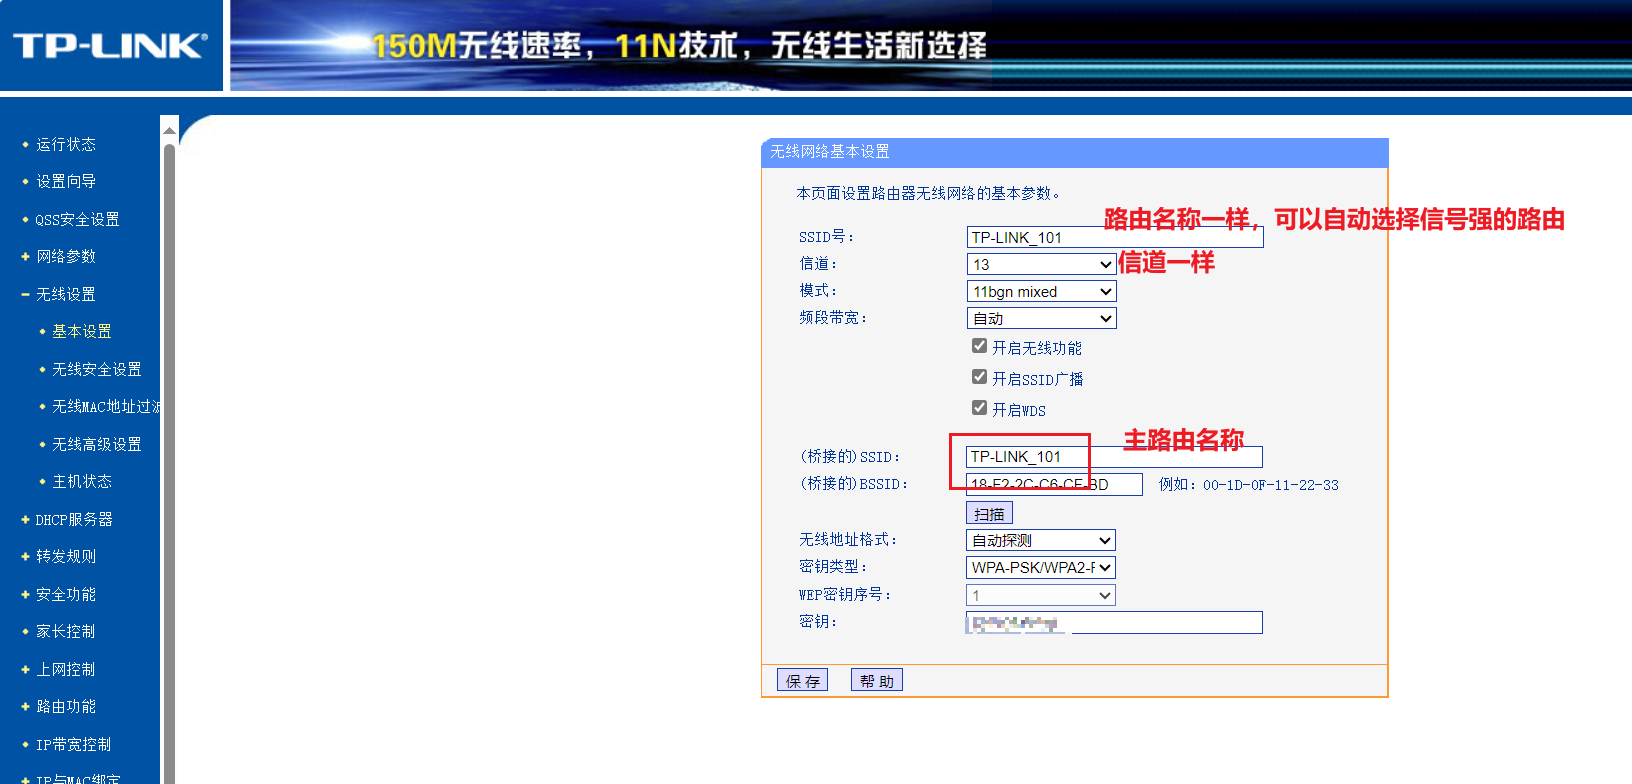 TP-LINK®
150M无线速率，11N技术，无线生活新选择
运行状态
设置向导
QSS安全设置
+ 网络参数
- 无线设置
基本设置
无线安全设置
无线MAC地址过滤
无线高级设置
主机状态
+ DHCP服务器
+ 转发规则
+ 安全功能
家长控制
+ 上网控制
+ 路由功能
IP带宽控制
+ IP与MAC绑定
无线网络基本设置
本页面设置路由器无线网络的基本参数。
路由名称一样，可以自动选择信号强的路由
SSID号： TP-LINK_101
信道： 13 信道一样
模式： 11bgn mixed
频段带宽： 自动
开启无线功能
开启SSID广播
开启WDS
主路由名称
(桥接的)SSID： TP-LINK_101
(桥接的)BSSID： 18-F2-2C-C6-CF-BD 例如：00-1D-0F-11-22-33
扫描
无线地址格式： 自动探测
密钥类型： WPA-PSK/WPA2-P
WEP密钥序号： 1
密钥：
保 存 帮 助